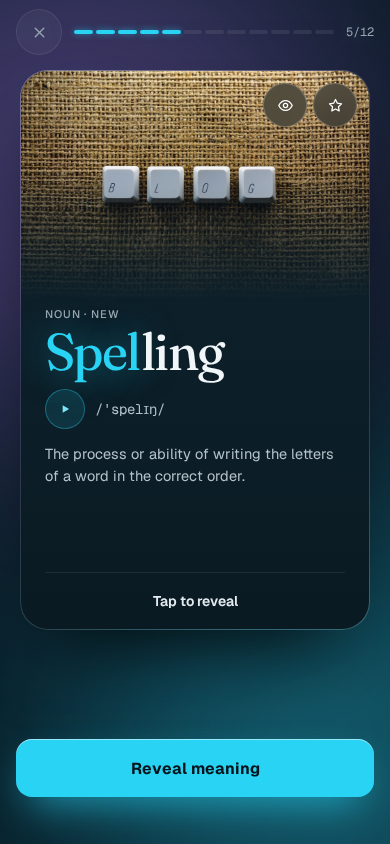 5/12
B L O G
NOUN · NEW
Spelling
/ˈspelɪŋ/
The process or ability of writing the letters
of a word in the correct order.
Tap to reveal
Reveal meaning